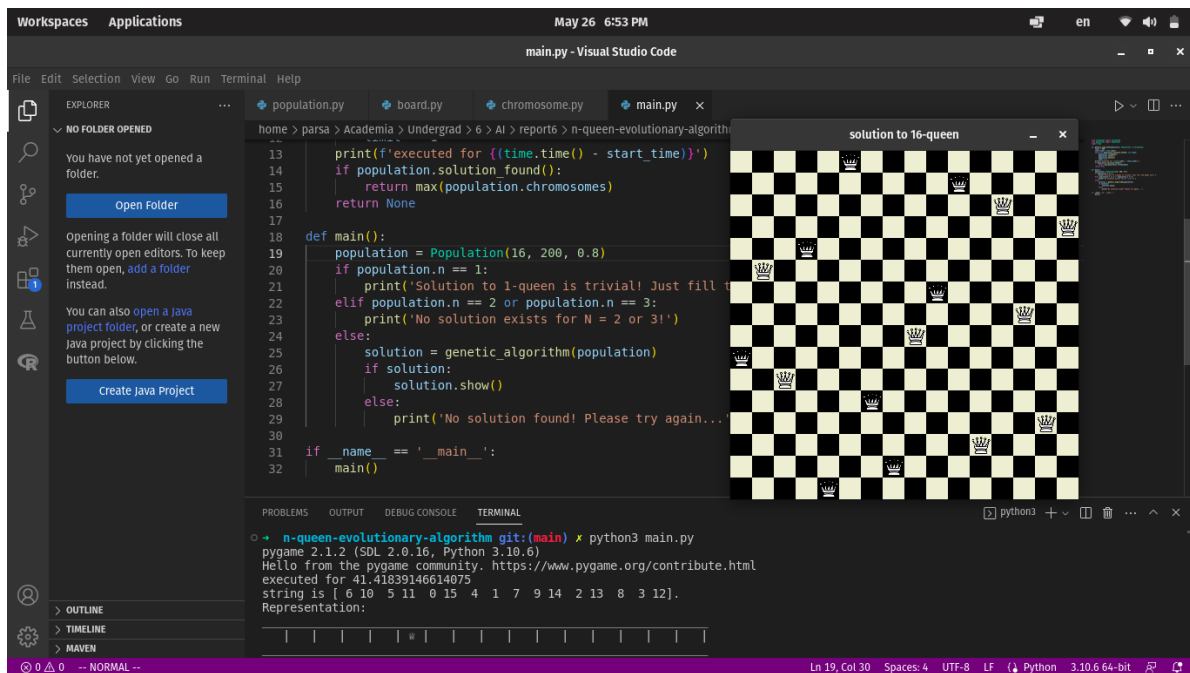 Workspaces Applications May 26 6:53 PM en
main.py - Visual Studio Code
File Edit Selection View Go Run Terminal Help
EXPLORER ···
NO FOLDER OPENED
You have not yet opened a
folder.
Open Folder
Opening a folder will close all
currently open editors. To keep
them open, add a folder
instead.
You can also open a Java
project folder, or create a new
Java project by clicking the
button below.
Create Java Project
OUTLINE
TIMELINE
MAVEN
population.py board.py chromosome.py main.py
home > parsa > Academia > Undergrad > 6 > AI > report6 > n-queen-evolutionary-algorith
13 print(f'executed for {(time.time() - start_time)}')
14 if population.solution_found():
15 return max(population.chromosomes)
16 return None
17
18 def main():
19 population = Population(16, 200, 0.8)
20 if population.n == 1:
21 print('Solution to 1-queen is trivial! Just fill t
22 elif population.n == 2 or population.n == 3:
23 print('No solution exists for N = 2 or 3!')
24 else:
25 solution = genetic_algorithm(population)
26 if solution:
27 solution.show()
28 else:
29 print('No solution found! Please try again...'
30
31 if __name__ == '__main__':
32 main()
solution to 16-queen
PROBLEMS OUTPUT DEBUG CONSOLE TERMINAL python3
→ n-queen-evolutionary-algorithm git:(main) ✗ python3 main.py
pygame 2.1.2 (SDL 2.0.16, Python 3.10.6)
Hello from the pygame community. https://www.pygame.org/contribute.html
executed for 41.41839146614075
string is [ 6 10 5 11 0 15 4 1 7 9 14 2 13 8 3 12].
Representation:
| | | | | ♕ | | | | | | | | | | |
0 0 -- NORMAL -- Ln 19, Col 30 Spaces: 4 UTF-8 LF Python 3.10.6 64-bit